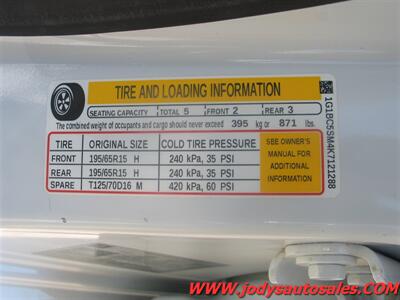 TIRE AND LOADING INFORMATION
SEATING CAPACITY TOTAL 5 FRONT 2 REAR 3
The combined weight of occupants and cargo should never exceed 395 kg or 871 lbs.
TIRE ORIGINAL SIZE COLD TIRE PRESSURE
FRONT 195/65R15 H 240 kPa, 35 PSI
REAR 195/65R15 H 240 kPa, 35 PSI
SPARE T125/70D16 M 420 kPa, 60 PSI
SEE OWNER'S
MANUAL FOR
ADDITIONAL
INFORMATION
1G1BC5SM4K7121288
www.jodysautosales.com